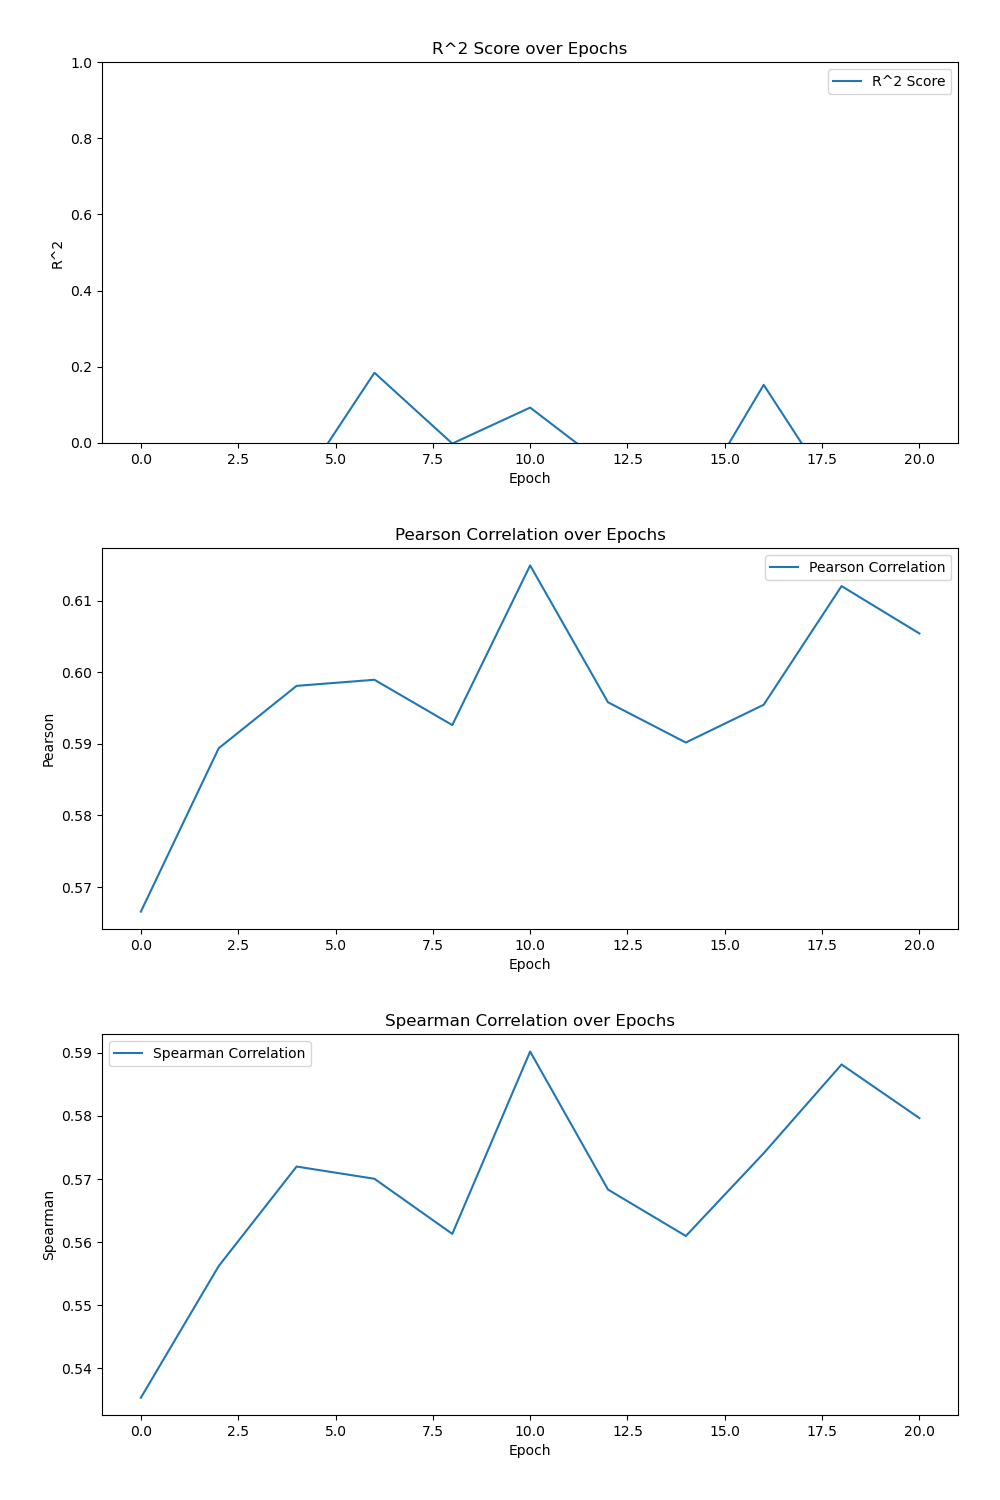 R^2 Score over Epochs
R^2 Score
1.0
0.8
0.6
0.4
0.2
0.0
R^2
0.0 2.5 5.0 7.5 10.0 12.5 15.0 17.5 20.0
Epoch
Pearson Correlation over Epochs
Pearson Correlation
0.61
0.60
0.59
0.58
0.57
Pearson
0.0 2.5 5.0 7.5 10.0 12.5 15.0 17.5 20.0
Epoch
Spearman Correlation over Epochs
Spearman Correlation
0.59
0.58
0.57
0.56
0.55
0.54
Spearman
0.0 2.5 5.0 7.5 10.0 12.5 15.0 17.5 20.0
Epoch